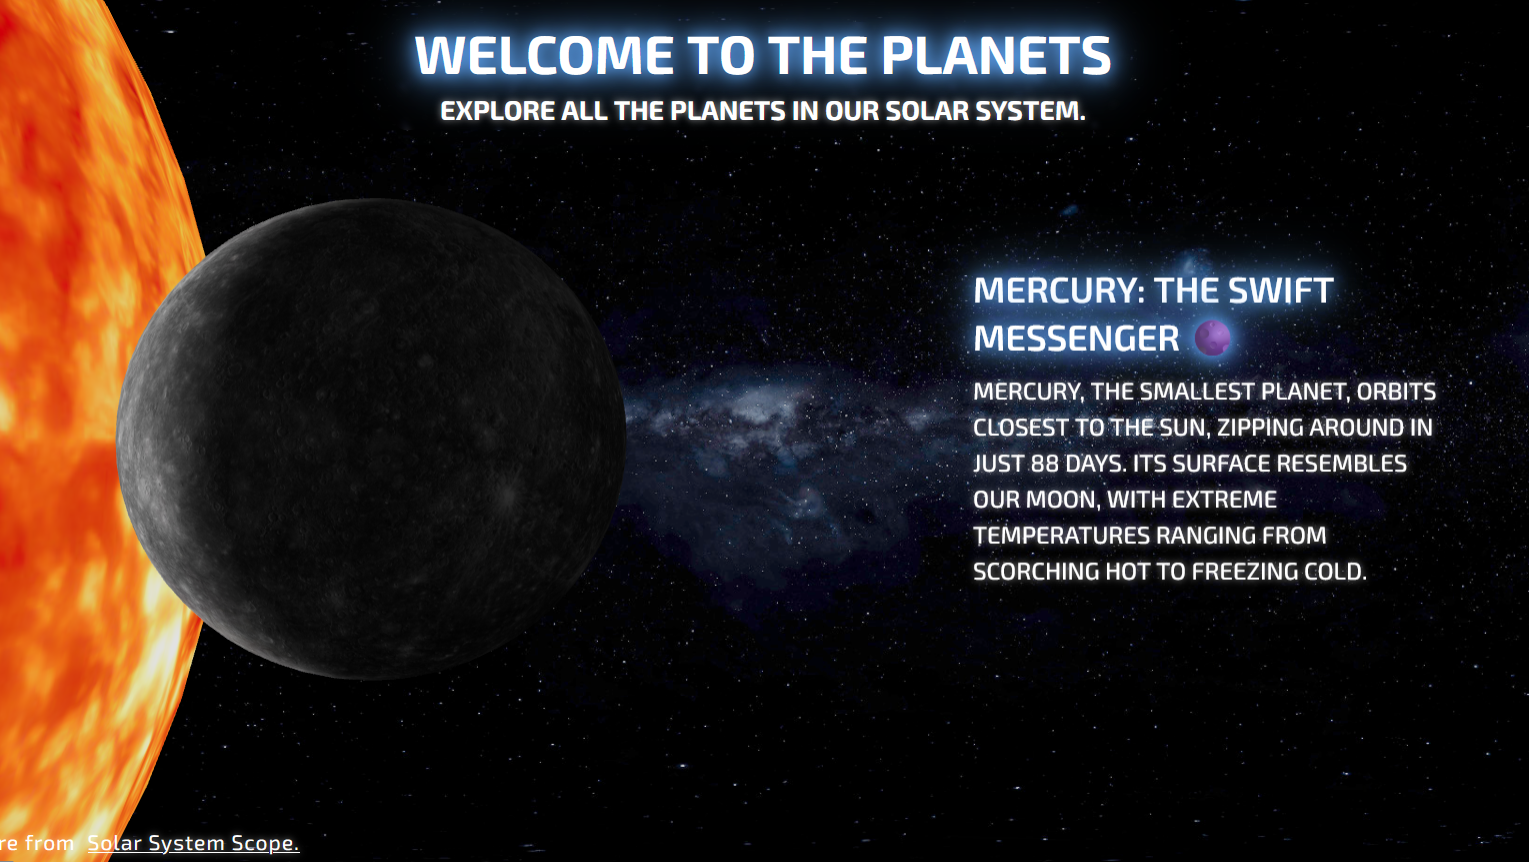 WELCOME TO THE PLANETS
EXPLORE ALL THE PLANETS IN OUR SOLAR SYSTEM.
MERCURY: THE SWIFT
MESSENGER
MERCURY, THE SMALLEST PLANET, ORBITS
CLOSEST TO THE SUN, ZIPPING AROUND IN
JUST 88 DAYS. ITS SURFACE RESEMBLES
OUR MOON, WITH EXTREME
TEMPERATURES RANGING FROM
SCORCHING HOT TO FREEZING COLD.
from Solar System Scope.